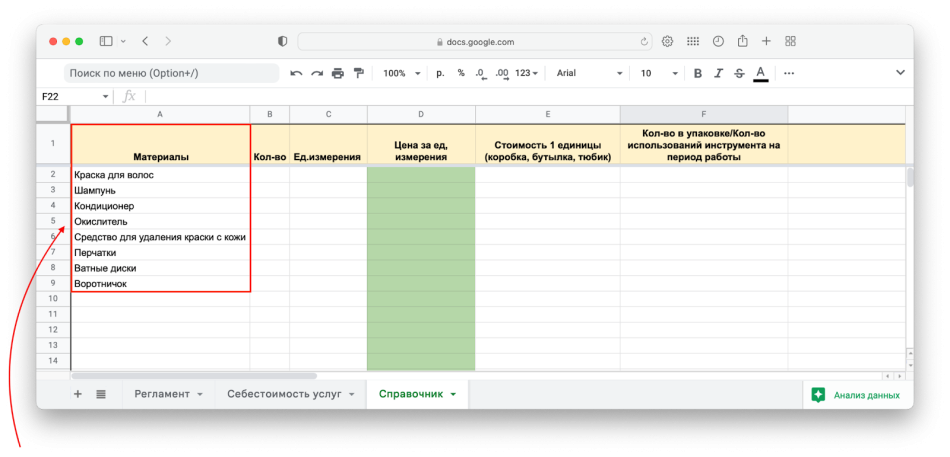 docs.google.com
Поиск по меню (Option+/) 100% р. % .0 .00 123 Arial 10 B I S A ...
F22 fx
A B C D E F
1 Материалы Кол-во Ед.измерения Цена за ед, измерения Стоимость 1 единицы (коробка, бутылка, тюбик) Кол-во в упаковке/Кол-во использований инструмента на период работы
2 Краска для волос
3 Шампунь
4 Кондиционер
5 Окислитель
6 Средство для удаления краски с кожи
7 Перчатки
8 Ватные диски
9 Воротничок
10
11
12
13
14
Регламент Себестоимость услуг Справочник Анализ данных